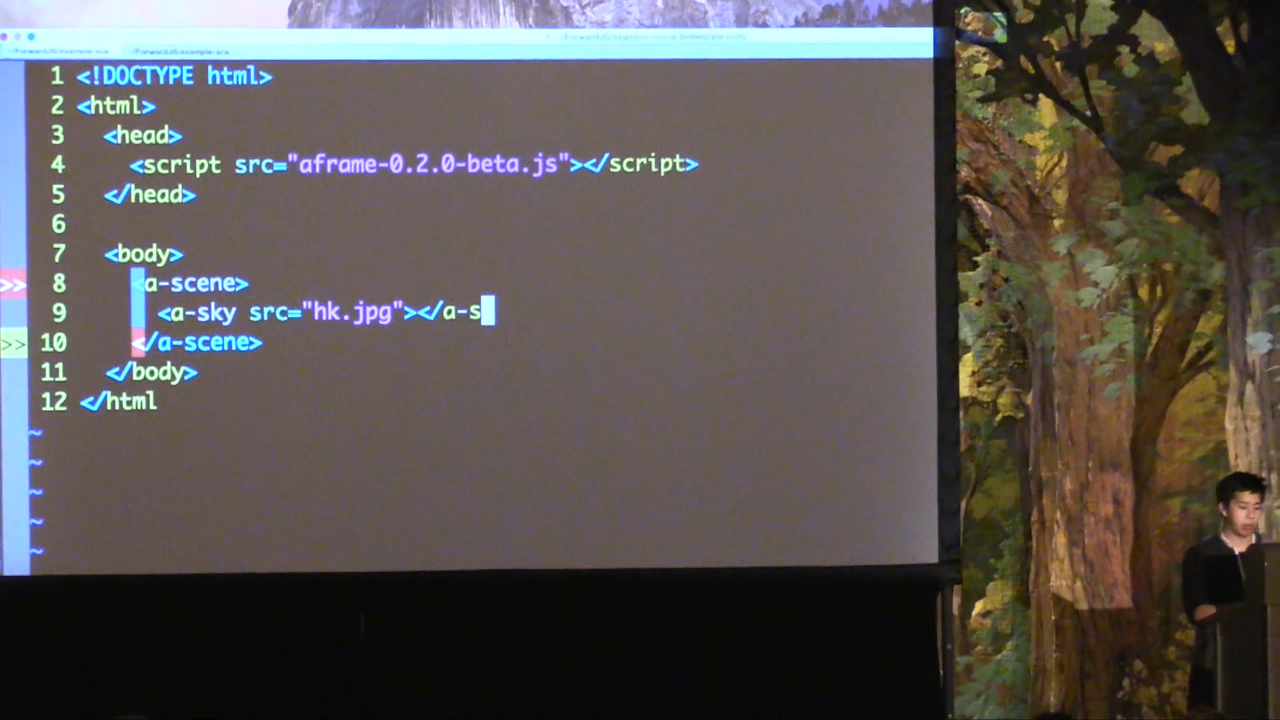 1 <!DOCTYPE html>
2 <html>
3   <head>
4     <script src="aframe-0.2.0-beta.js"></script>
5   </head>
6
7   <body>
>> 8     <a-scene>
9       <a-sky src="hk.jpg"></a-s
>> 10     </a-scene>
11   </body>
12 </html
~
~
~
~
~